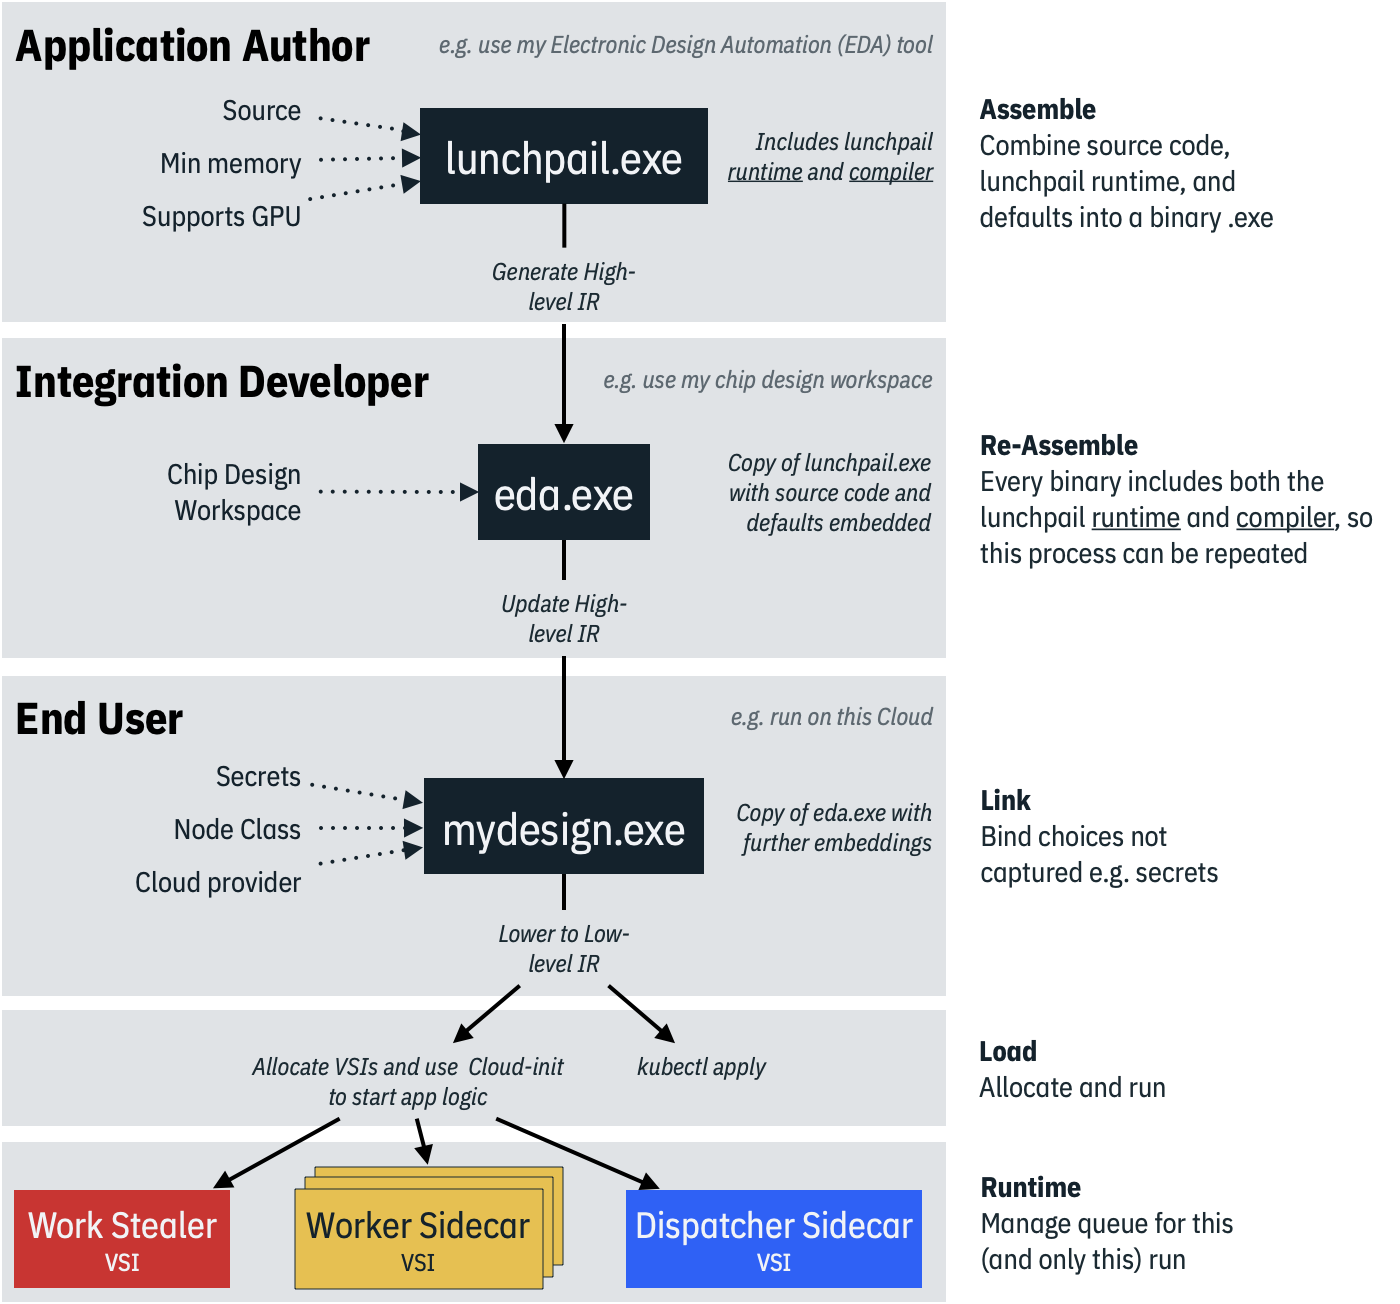 Application Author
e.g. use my Electronic Design Automation (EDA) tool
Source
Min memory
Supports GPU
lunchpail.exe
Includes lunchpail
runtime and compiler
Generate High-
level IR
Assemble
Combine source code,
lunchpail runtime, and
defaults into a binary .exe
Integration Developer
e.g. use my chip design workspace
Chip Design
Workspace
eda.exe
Copy of lunchpail.exe
with source code and
defaults embedded
Update High-
level IR
Re-Assemble
Every binary includes both the
lunchpail runtime and compiler, so
this process can be repeated
End User
e.g. run on this Cloud
Secrets
Node Class
Cloud provider
mydesign.exe
Copy of eda.exe with
further embeddings
Lower to Low-
level IR
Link
Bind choices not
captured e.g. secrets
Allocate VSIs and use Cloud-init
to start app logic
kubectl apply
Load
Allocate and run
Work Stealer
VSI
Worker Sidecar
VSI
Dispatcher Sidecar
VSI
Runtime
Manage queue for this
(and only this) run